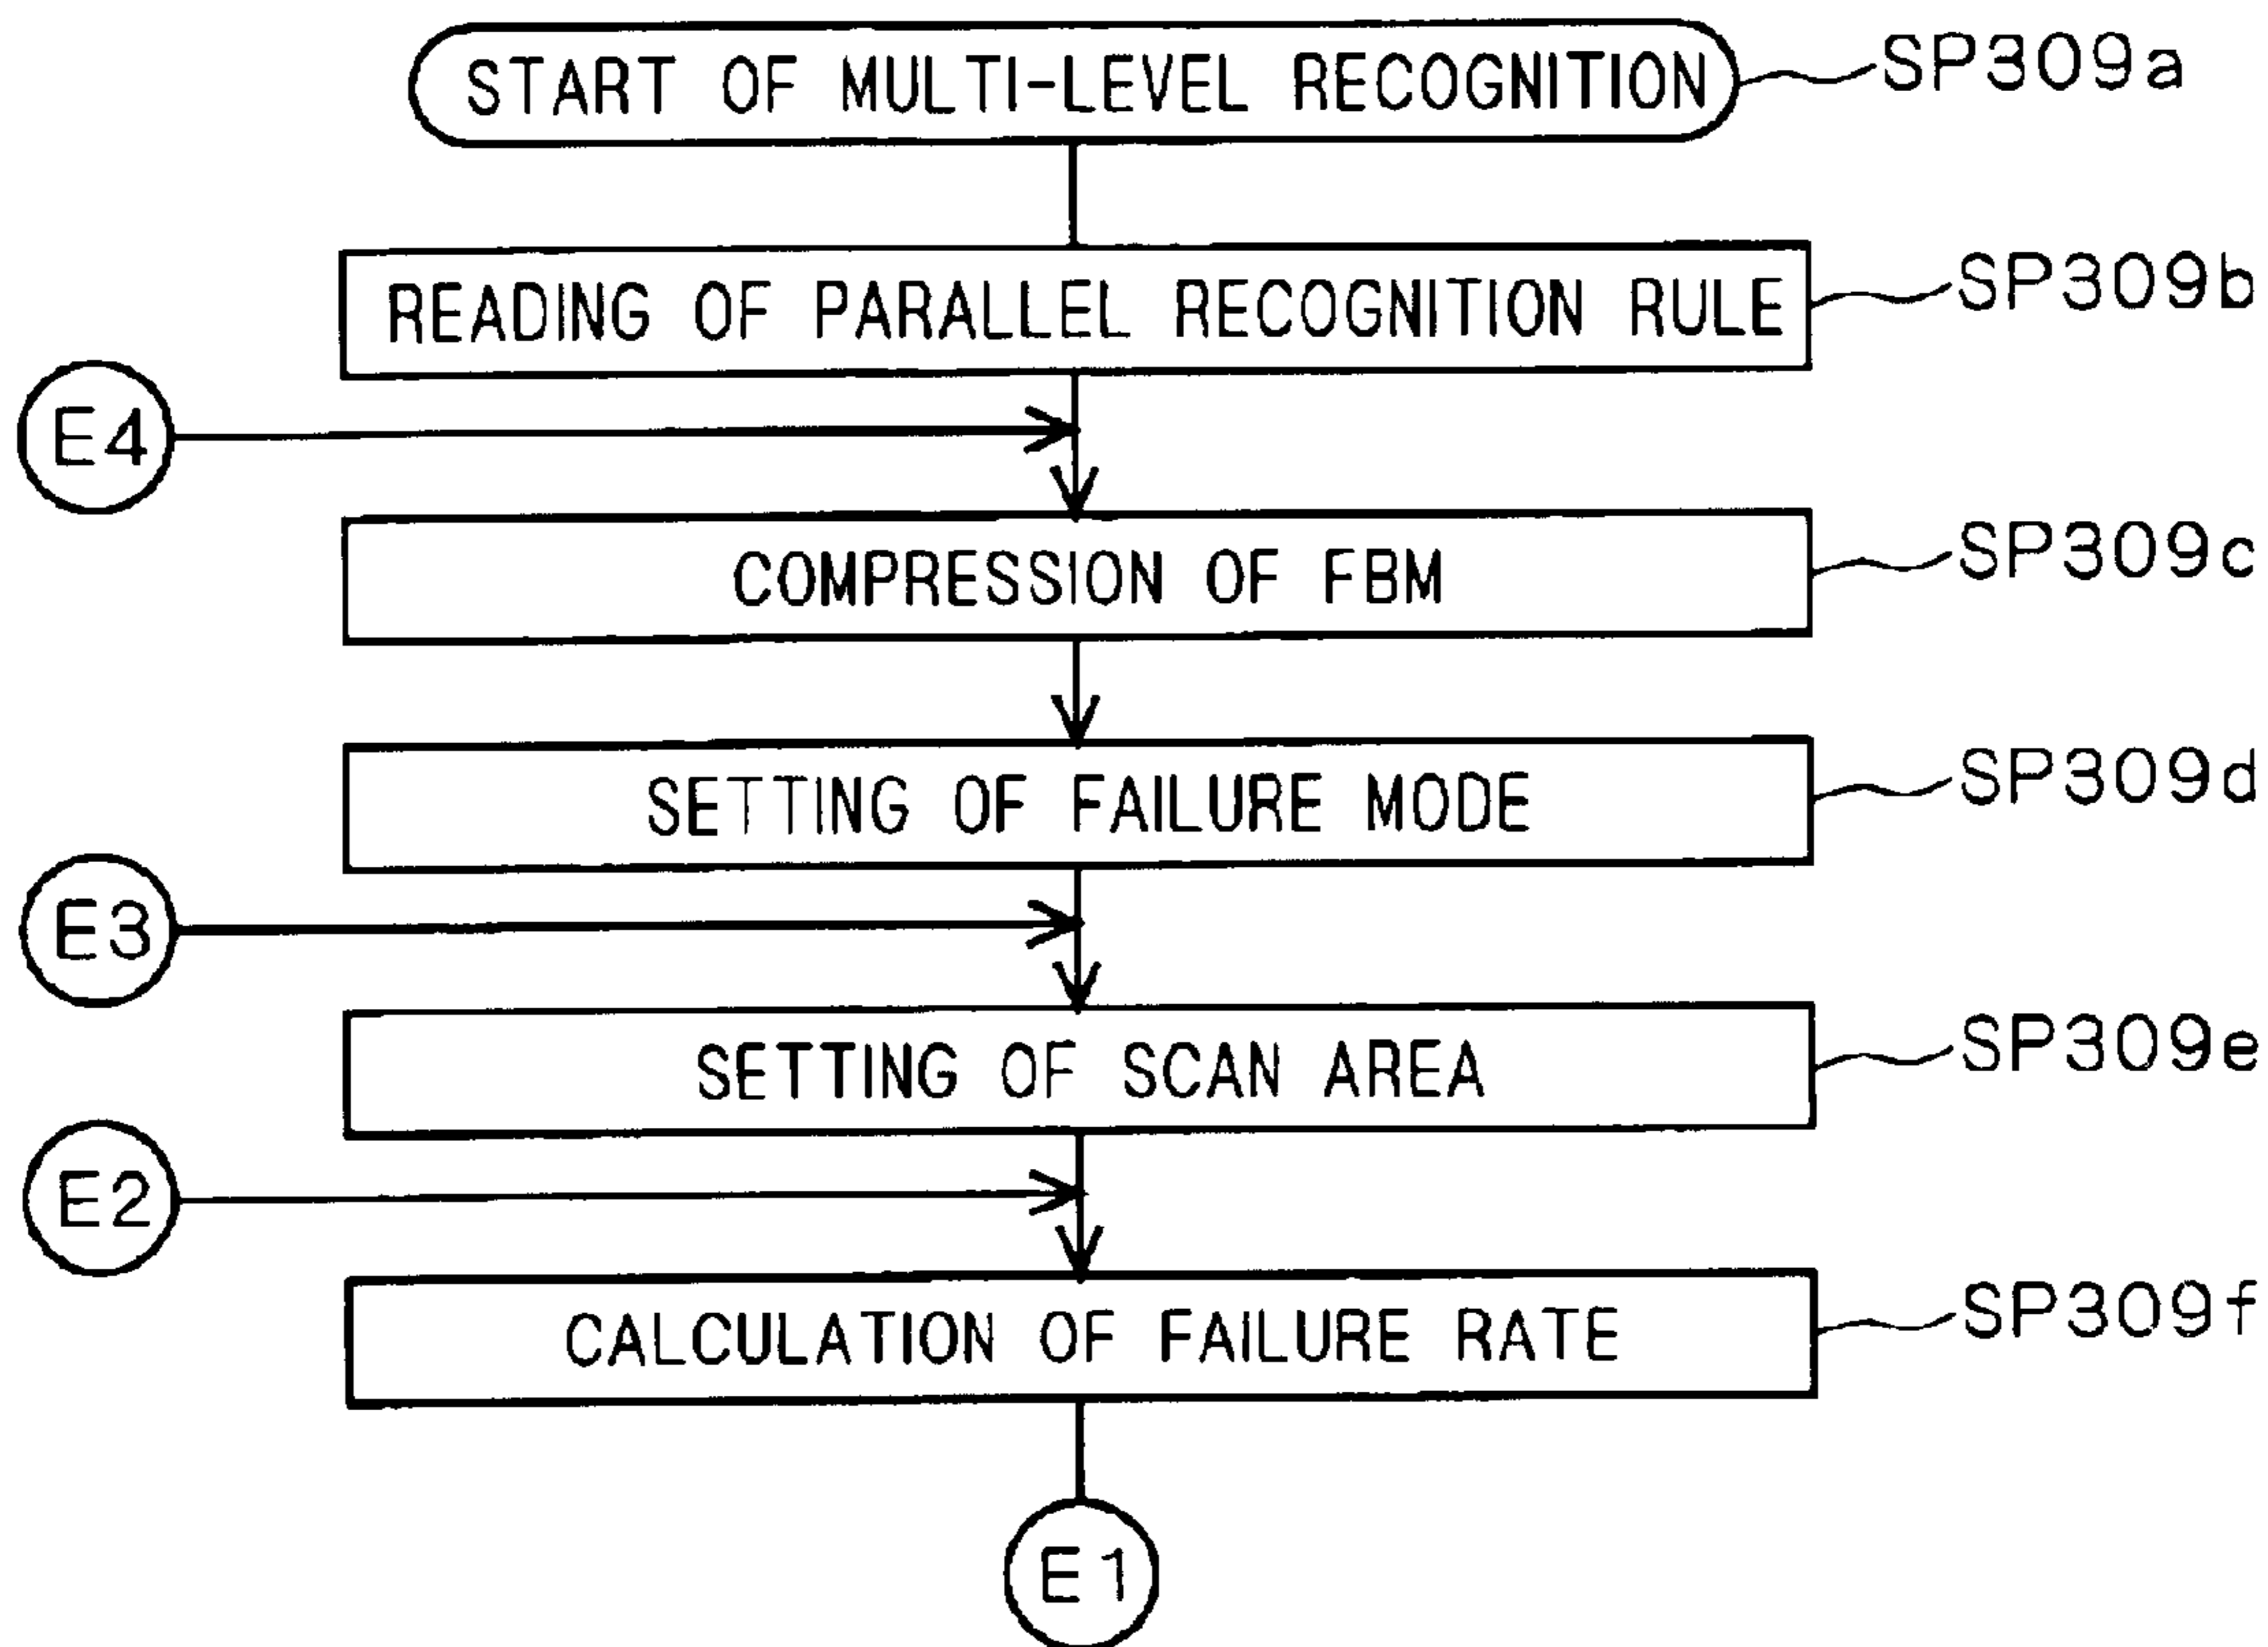 START OF MULTI-LEVEL RECOGNITION
SP309a
READING OF PARALLEL RECOGNITION RULE
SP309b
E4
COMPRESSION OF FBM
SP309c
SETTING OF FAILURE MODE
SP309d
E3
SETTING OF SCAN AREA
SP309e
E2
CALCULATION OF FAILURE RATE
SP309f
E1